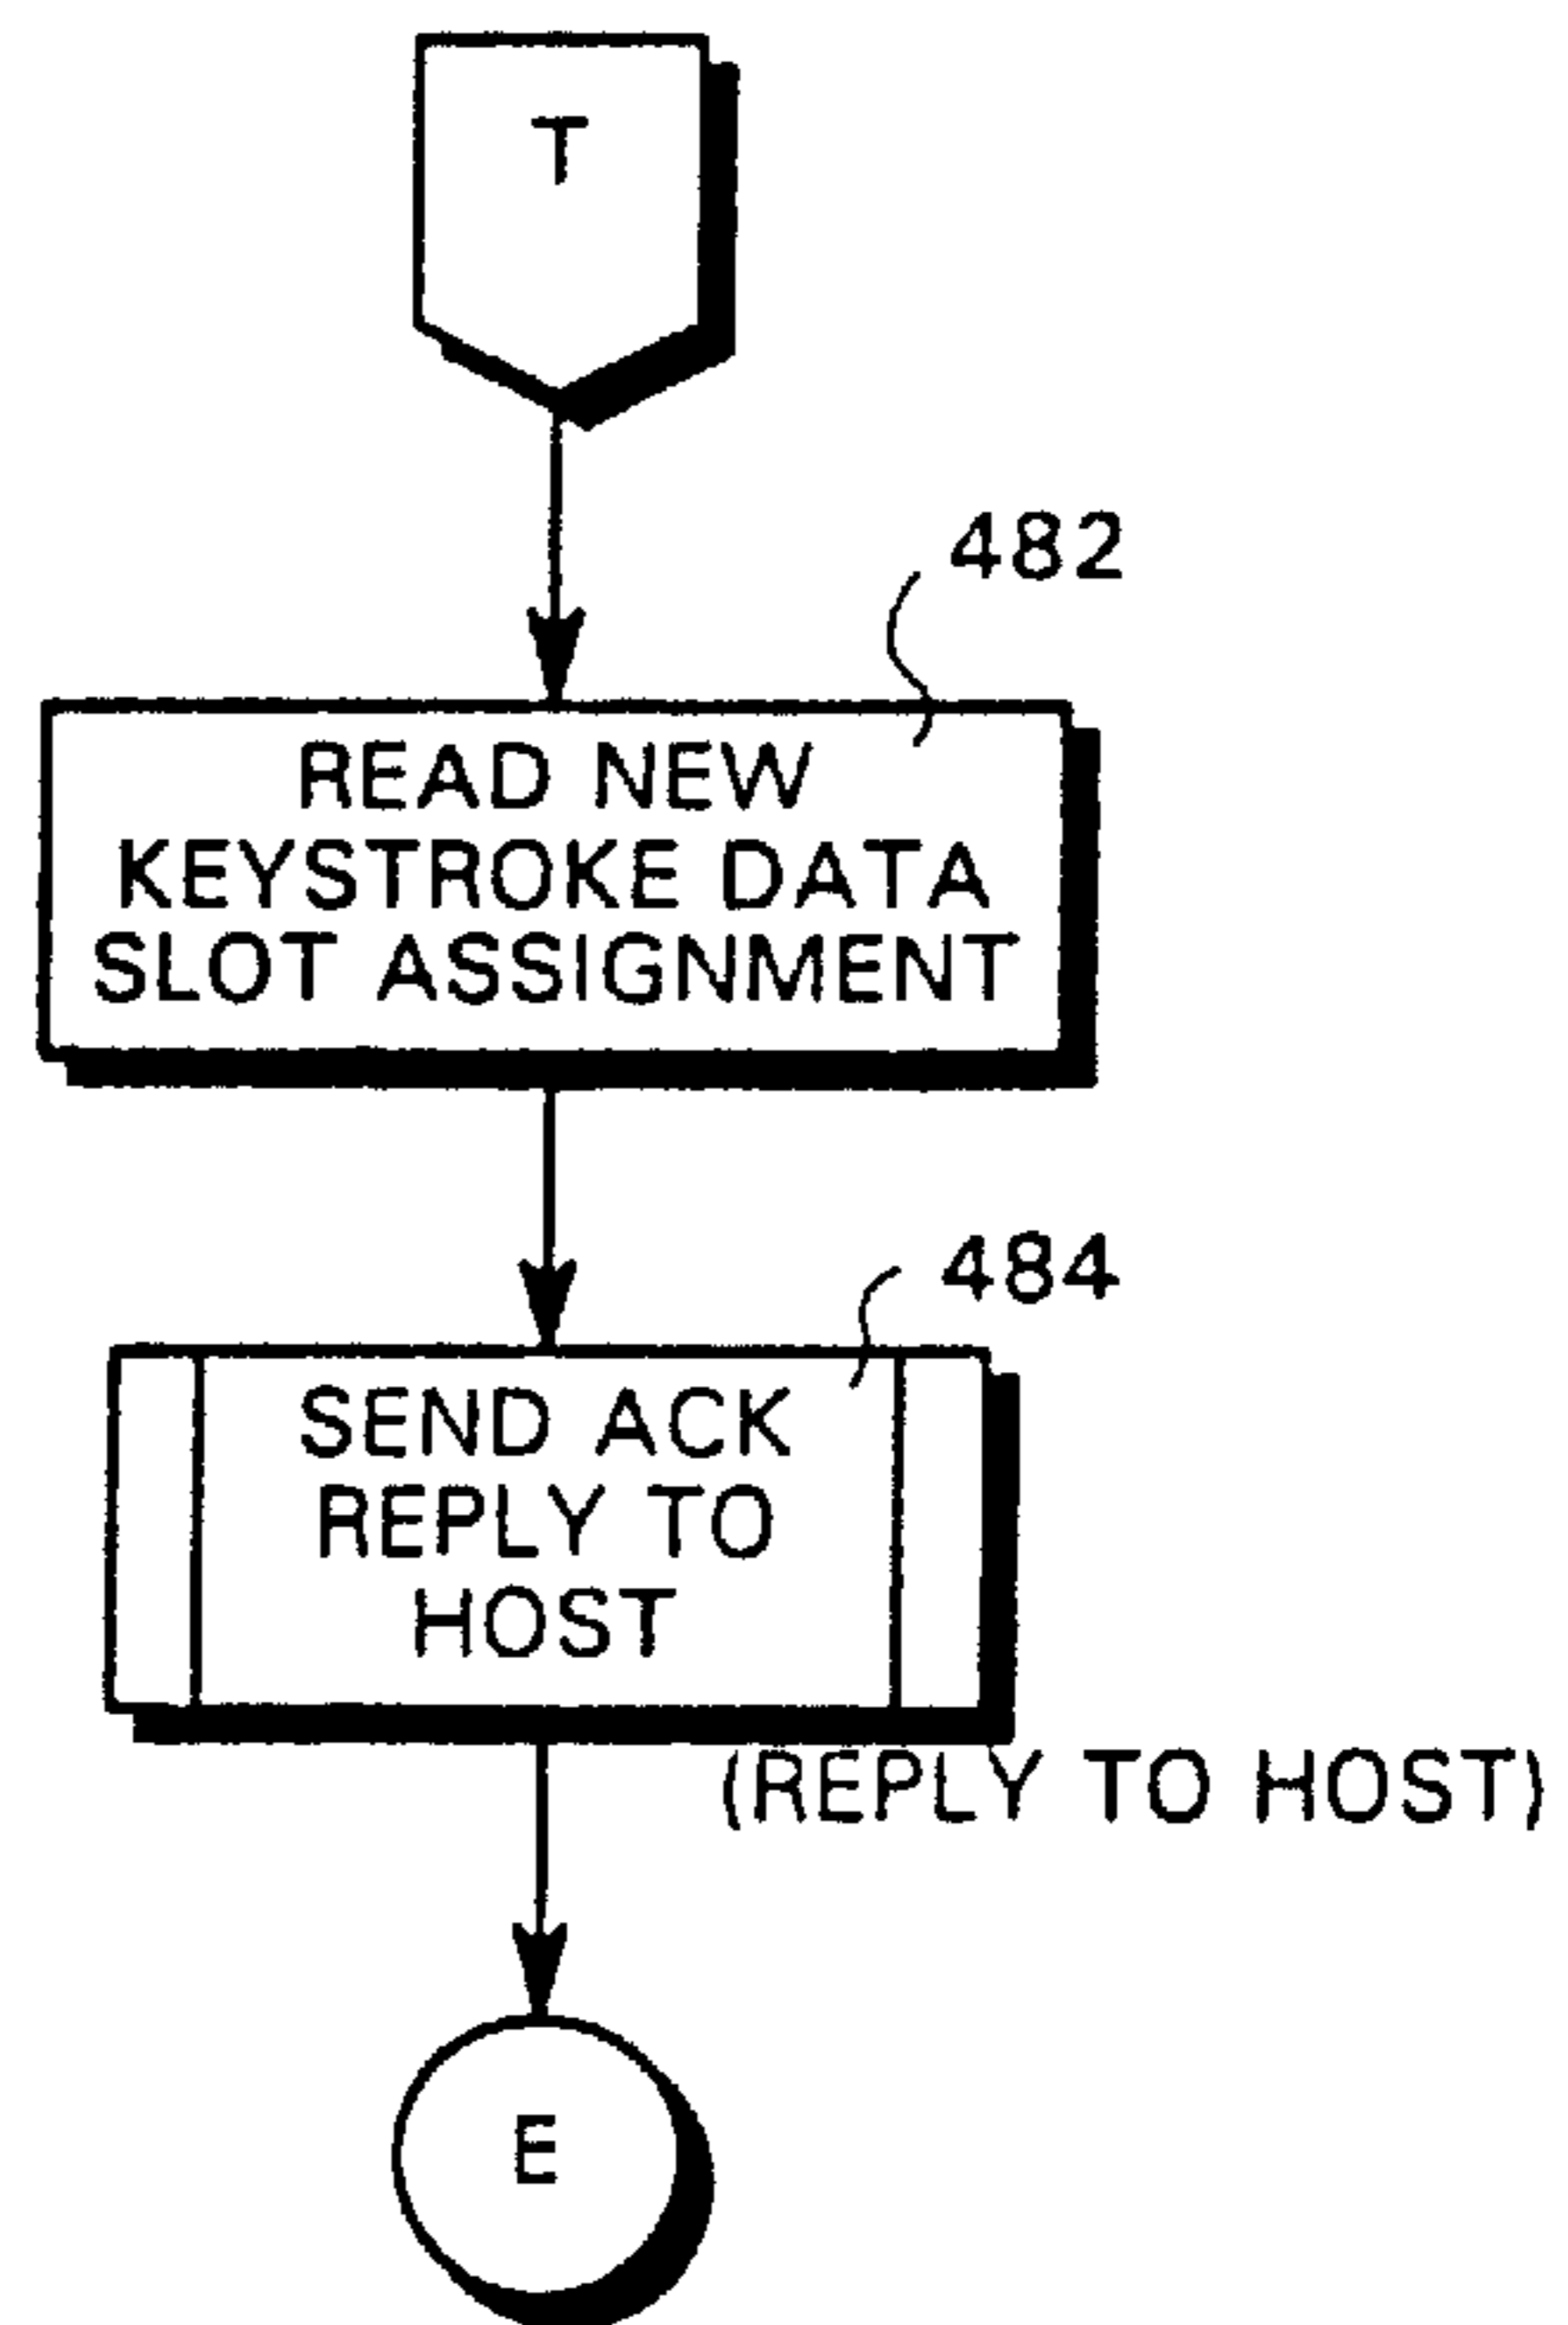 T
482
READ NEW
KEYSTROKE DATA
SLOT ASSIGNMENT
484
SEND ACK
REPLY TO
HOST
(REPLY TO HOST)
E